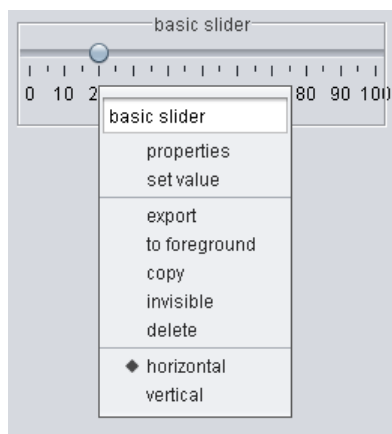 basic slider
0 10 2 80 90 100
basic slider
properties
set value
export
to foreground
copy
invisible
delete
horizontal
vertical